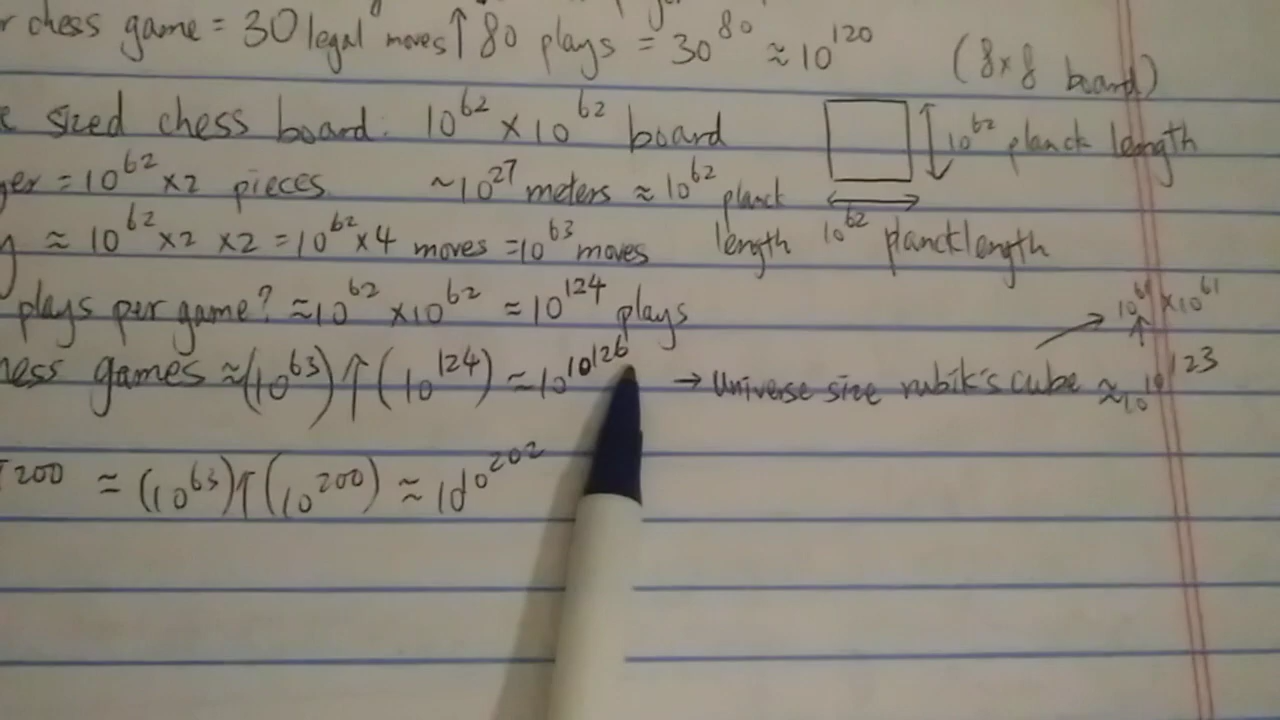 chess game = 30 legal moves ↑ 80 plays = 30^80 ≈ 10^120 (8×8 board)
sized chess board: 10^62 × 10^62 board 10^62 planck length
= 10^62 × 2 pieces ~10^27 meters ≈ 10^62 planck length 10^62 planck length
≈ 10^62 × 2 × 2 = 10^62 × 4 moves = 10^63 moves
plays per game? ≈ 10^62 × 10^62 ≈ 10^124 plays × 10^61
games ≈ (10^63) ↑ (10^124) ≈ 10^10^126 → Universe size rubik's cube ≈ 10^10^123
200 ≈ (10^63) ↑ (10^200) ≈ 10^10^202